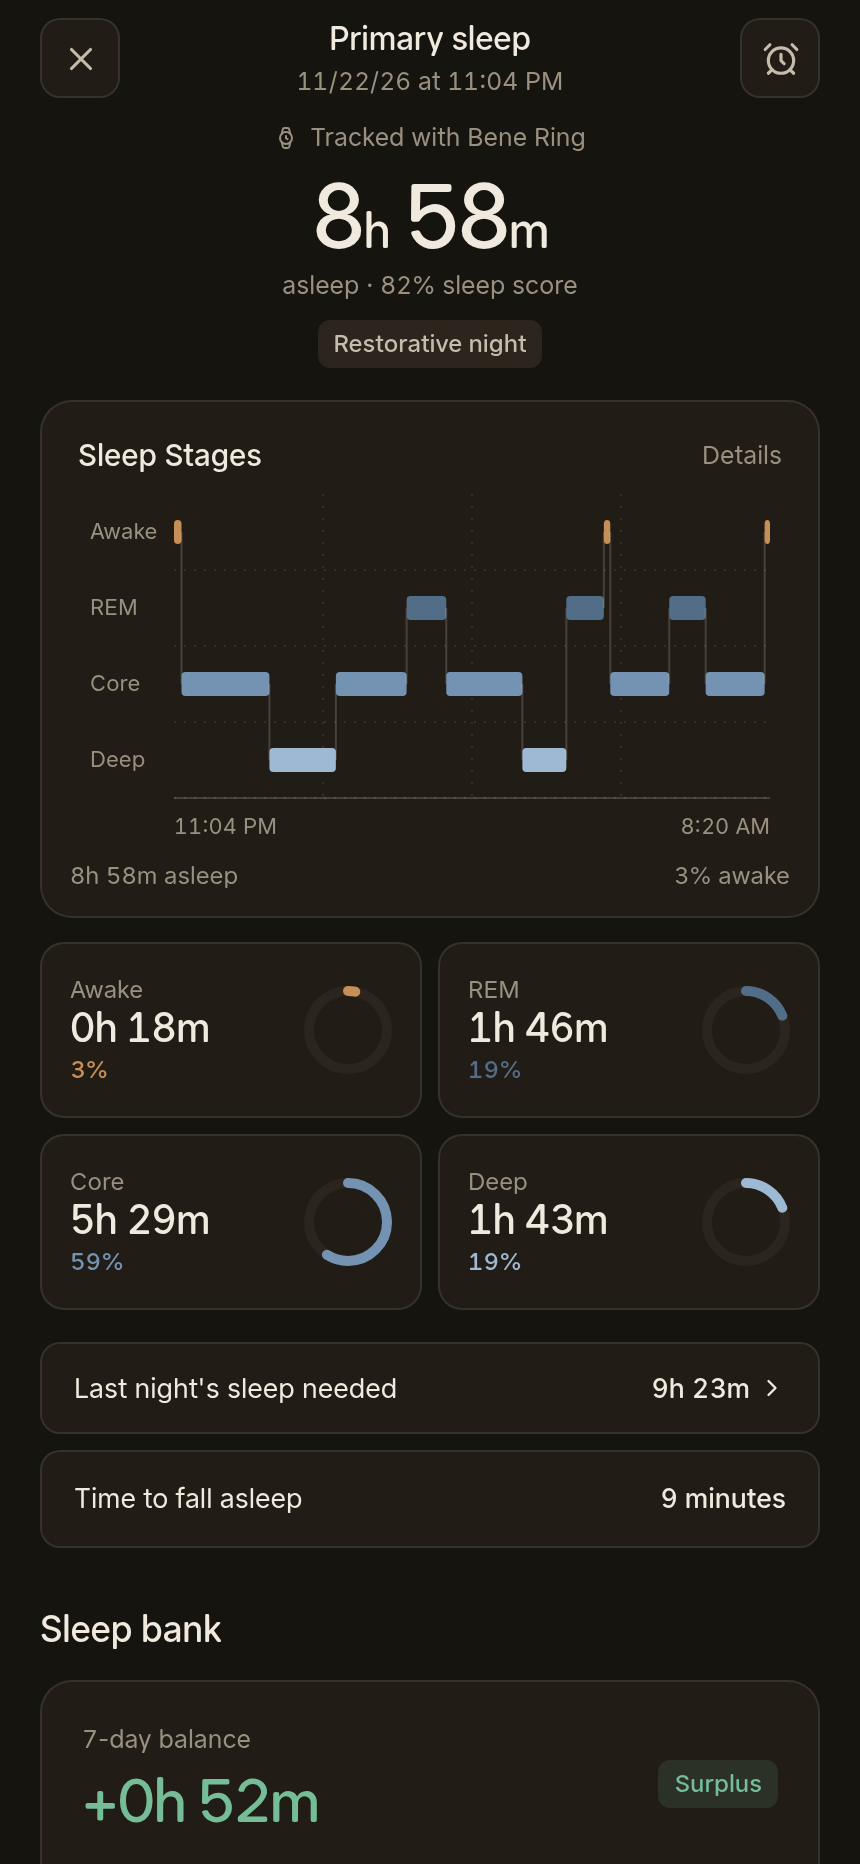 Primary sleep
11/22/26 at 11:04 PM
Tracked with Bene Ring
8h 58m
asleep · 82% sleep score
Restorative night
Sleep Stages
Details
Awake
REM
Core
Deep
11:04 PM
8:20 AM
8h 58m asleep
3% awake
Awake
0h 18m
3%
REM
1h 46m
19%
Core
5h 29m
59%
Deep
1h 43m
19%
Last night's sleep needed
9h 23m
Time to fall asleep
9 minutes
Sleep bank
7-day balance
+0h 52m
Surplus